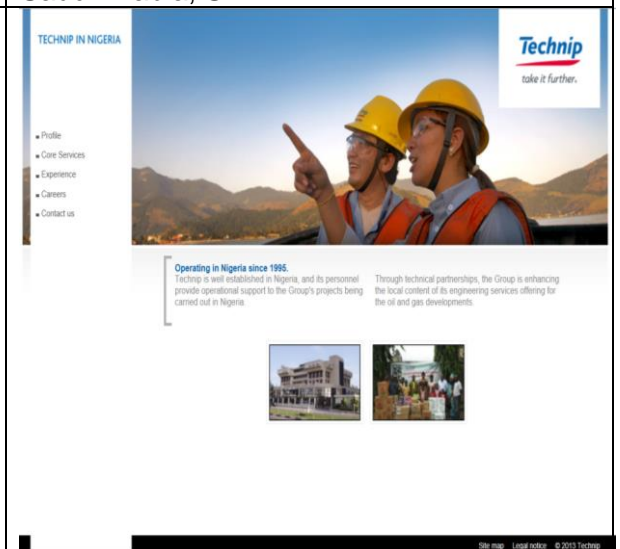 TECHNIP IN NIGERIA
Technip
take it further.
Profile
Core Services
Experience
Careers
Contact us
Operating in Nigeria since 1995.
Technip is well established in Nigeria, and its personnel
provide operational support to the Group's projects being
carried out in Nigeria.
Through technical partnerships, the Group is enhancing
the local content of its engineering services offering for
the oil and gas developments.
Site map Legal notice © 2013 Technip